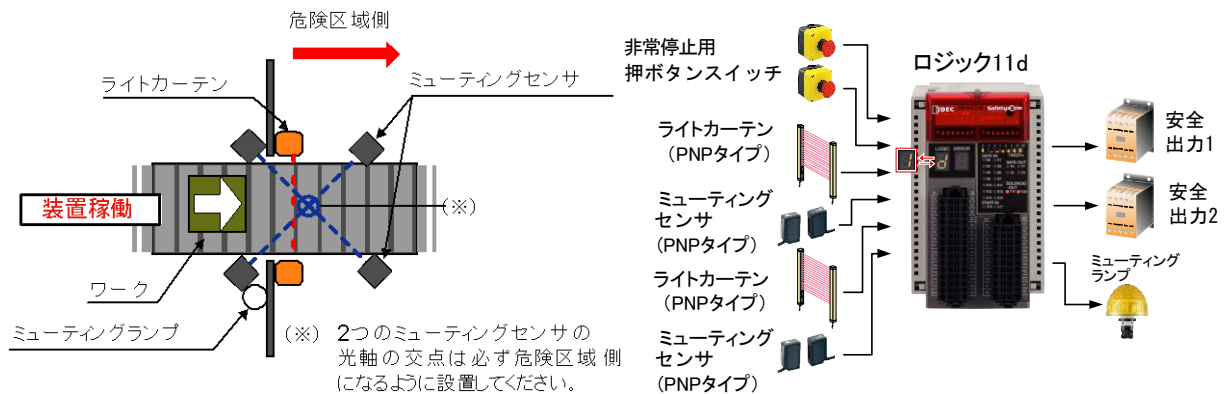 危険区域側
ライトカーテン
ミューティングセンサ
装置稼働
(※)
ワーク
ミューティングランプ
(※) 2つのミューティングセンサの
光軸の交点は必ず危険区域側
になるように設置してください。
非常停止用
押ボタンスイッチ
ライトカーテン
(PNPタイプ)
ミューティング
センサ
(PNPタイプ)
ライトカーテン
(PNPタイプ)
ミューティング
センサ
(PNPタイプ)
ロジック11d
IDEC
SafetyOne
LOGIC ERROR
1
d
安全
出力1
安全
出力2
ミューティング
ランプ